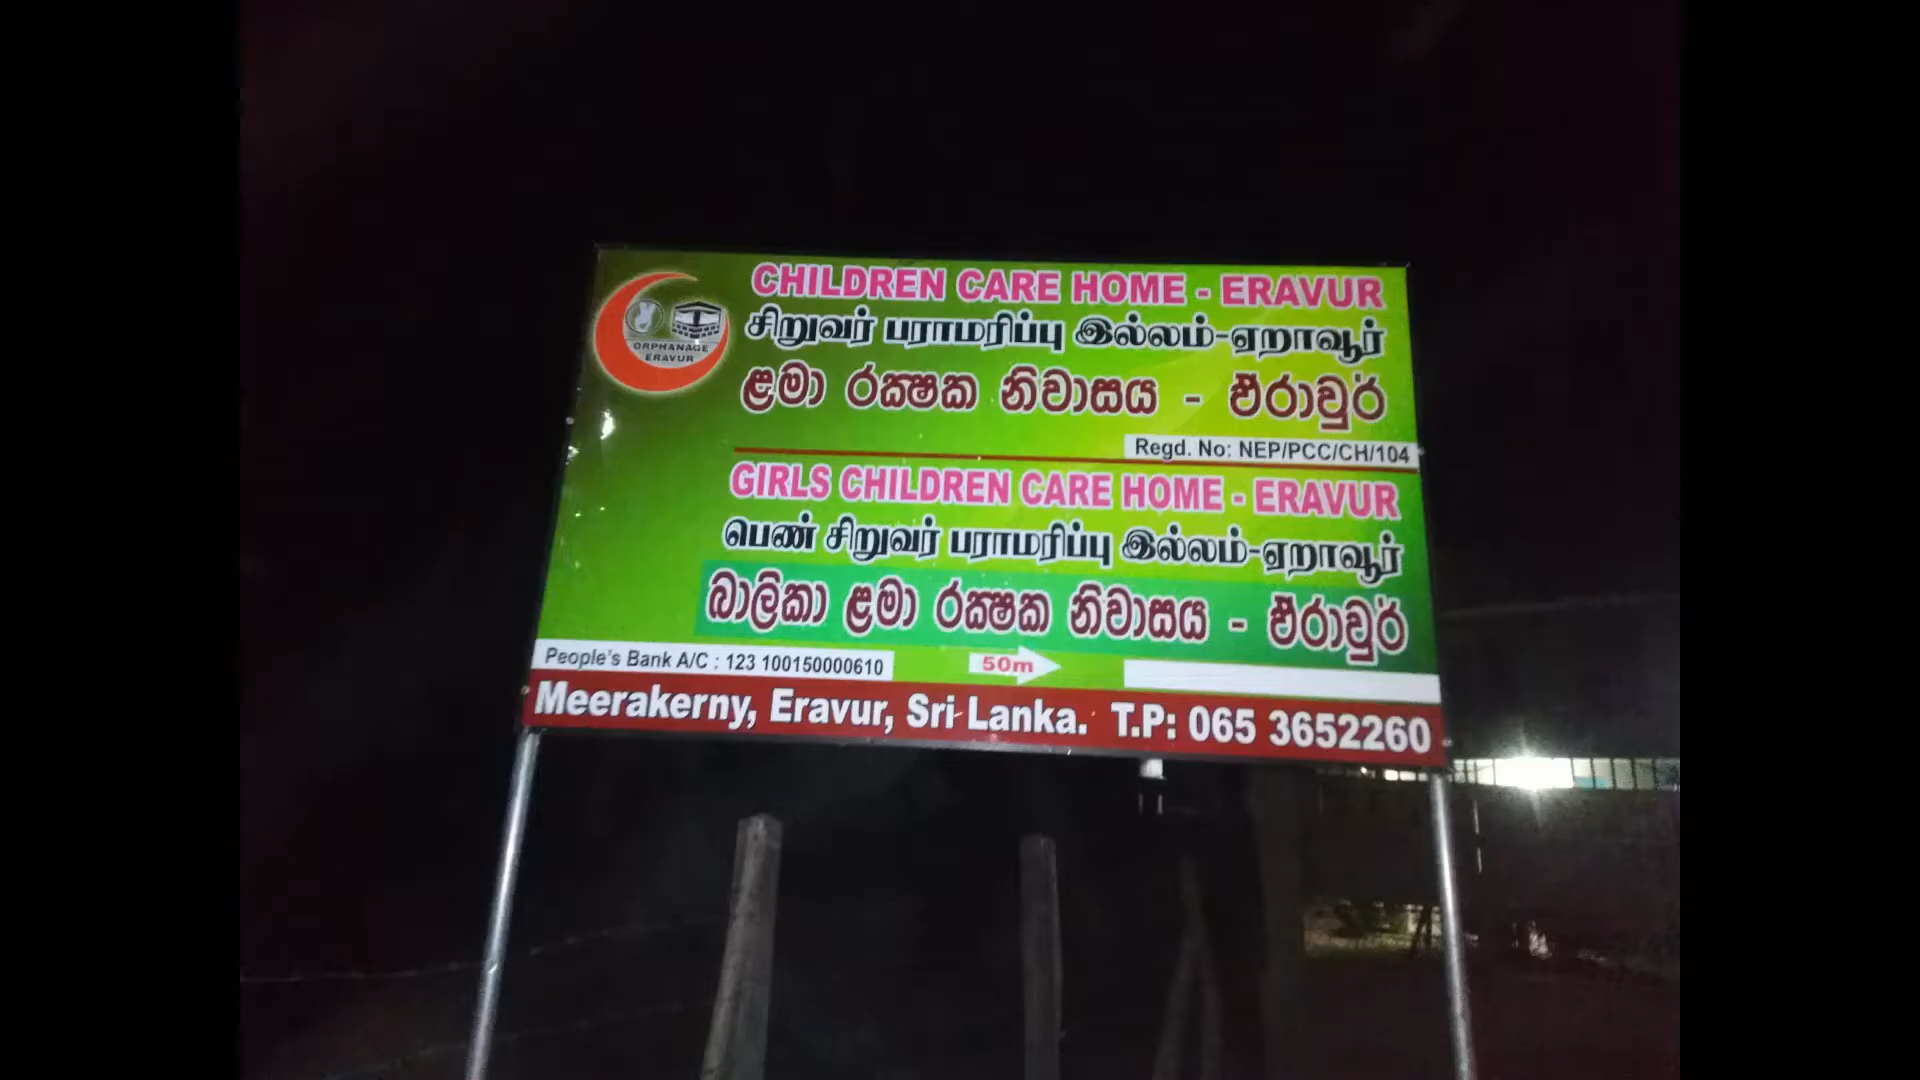 CHILDREN CARE HOME - ERAVUR
சிறுவர் பராமரிப்பு இல்லம்-ஏறாவூர்
ළමා රක්ෂක නිවාසය - ඒරාවුර්
ORPHANAGE
ERAVUR
Regd. No: NEP/PCC/CH/104
GIRLS CHILDREN CARE HOME - ERAVUR
பெண் சிறுவர் பராமரிப்பு இல்லம்-ஏறாவூர்
බාලිකා ළමා රක්ෂක නිවාසය - ඒරාවුර්
People's Bank A/C : 123 100150000610
50m
Meerakerny, Eravur, Sri Lanka. T.P: 065 3652260